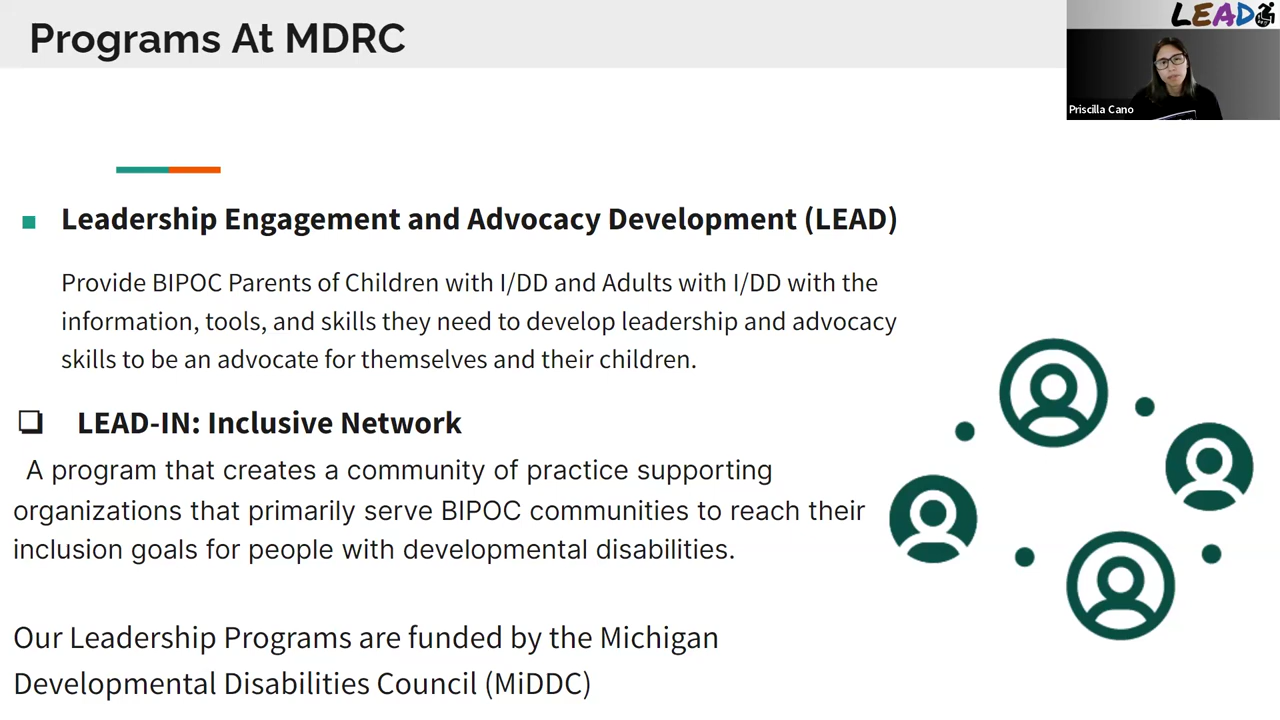 Programs At MDRC
LEAD
Priscilla Cano
Leadership Engagement and Advocacy Development (LEAD)
Provide BIPOC Parents of Children with I/DD and Adults with I/DD with the
information, tools, and skills they need to develop leadership and advocacy
skills to be an advocate for themselves and their children.
LEAD-IN: Inclusive Network
A program that creates a community of practice supporting
organizations that primarily serve BIPOC communities to reach their
inclusion goals for people with developmental disabilities.
Our Leadership Programs are funded by the Michigan
Developmental Disabilities Council (MiDDC)